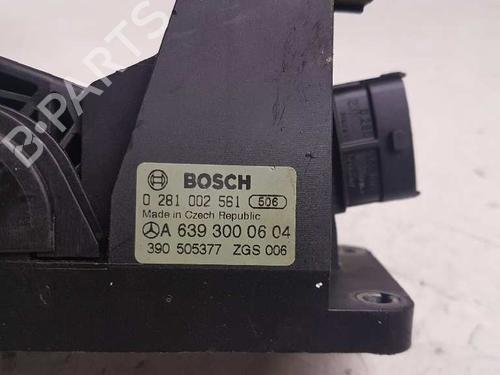 B-PARTS
BOSCH
0 281 002 561 506
Made in Czech Republic
A 639 300 06 04
390 505377 ZGS 006